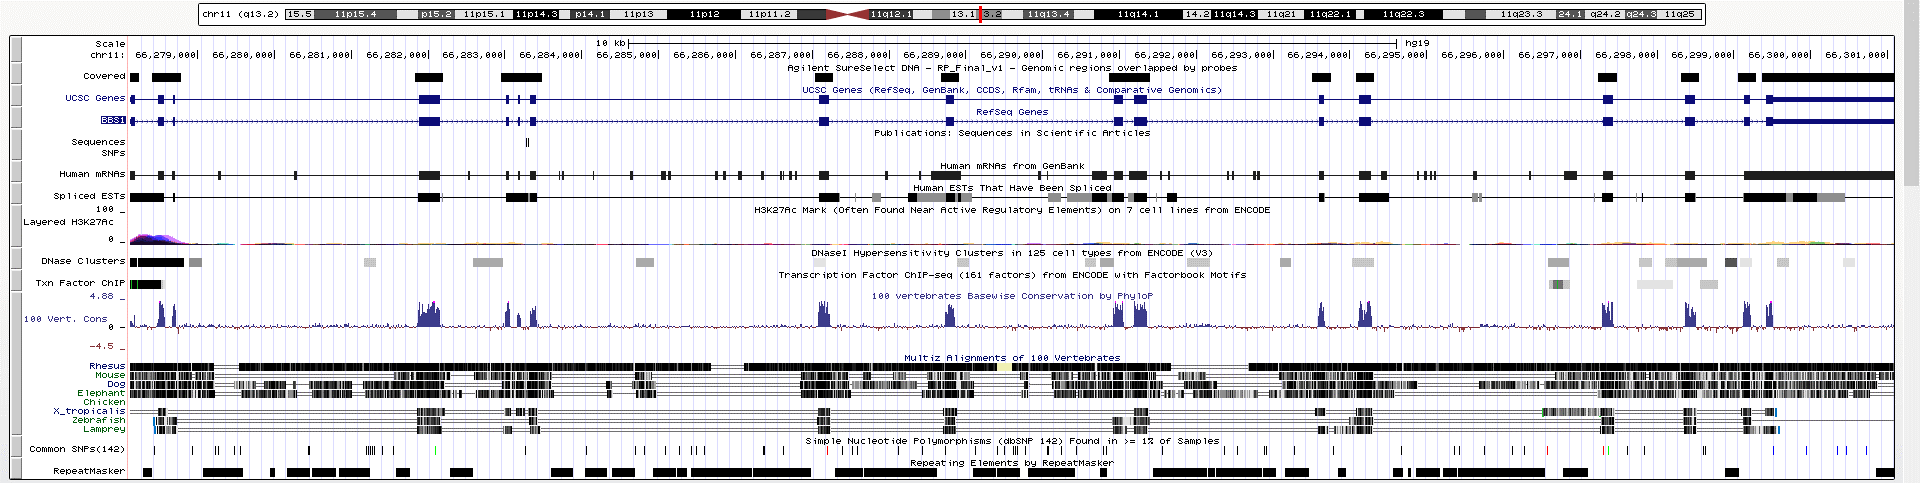 chr11 (q13.2) 15.5 11p15.4 p15.2 11p15.1 11p14.3 p14.1 11p13 11p12 11p11.2 11q12.1 13.1 3.2 11q13.4 11q14.1 14.2 11q14.3 11q21 11q22.1 11q22.3 11q23.3 24.1 q24.2 q24.3 11q25
Scale 10 kb hg19
chr11: 66,279,000 66,280,000 66,281,000 66,282,000 66,283,000 66,284,000 66,285,000 66,286,000 66,287,000 66,288,000 66,289,000 66,290,000 66,291,000 66,292,000 66,293,000 66,294,000 66,295,000 66,296,000 66,297,000 66,298,000 66,299,000 66,300,000 66,301,000
Agilent SureSelect DNA - RP_Final_v1 - Genomic regions overlapped by probes
Covered
UCSC Genes (RefSeq, GenBank, CCDS, Rfam, tRNAs & Comparative Genomics)
UCSC Genes
RefSeq Genes
BBS1
Publications: Sequences in Scientific Articles
Sequences
SNPs
Human mRNAs from GenBank
Human mRNAs
Human ESTs That Have Been Spliced
Spliced ESTs
100 _
H3K27Ac Mark (Often Found Near Active Regulatory Elements) on 7 cell lines from ENCODE
Layered H3K27Ac
0 _
DNaseI Hypersensitivity Clusters in 125 cell types from ENCODE (V3)
DNase Clusters
Transcription Factor ChIP-seq (161 factors) from ENCODE with Factorbook Motifs
Txn Factor ChIP
4.88 _
100 vertebrates Basewise Conservation by PhyloP
100 Vert. Cons
0 _
-4.5 _
Multiz Alignments of 100 Vertebrates
Rhesus
Mouse
Dog
Elephant
Chicken
X_tropicalis
Zebrafish
Lamprey
Simple Nucleotide Polymorphisms (dbSNP 142) Found in >= 1% of Samples
Common SNPs(142)
Repeating Elements by RepeatMasker
RepeatMasker